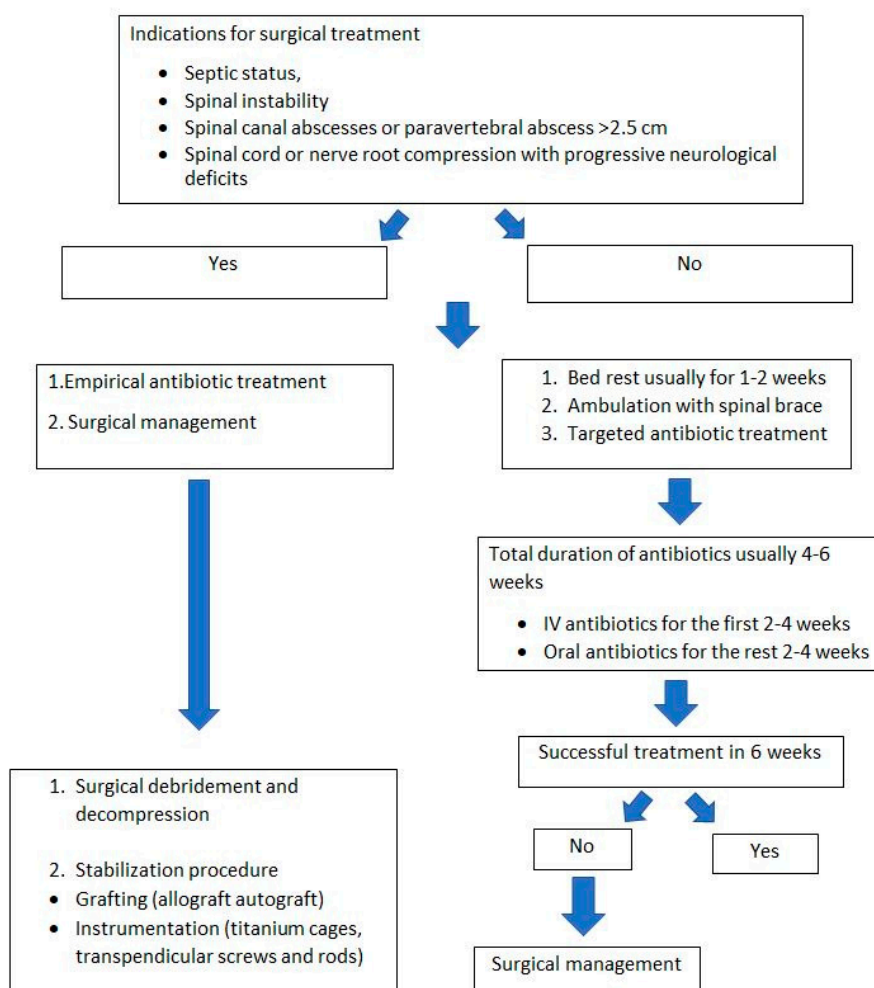 Indications for surgical treatment
• Septic status,
• Spinal instability
• Spinal canal abscesses or paravertebral abscess >2.5 cm
• Spinal cord or nerve root compression with progressive neurological
deficits
Yes
No
1.Empirical antibiotic treatment
2. Surgical management
1. Bed rest usually for 1-2 weeks
2. Ambulation with spinal brace
3. Targeted antibiotic treatment
Total duration of antibiotics usually 4-6
weeks
• IV antibiotics for the first 2-4 weeks
• Oral antibiotics for the rest 2-4 weeks
Successful treatment in 6 weeks
No
Yes
Surgical management
1. Surgical debridement and
decompression
2. Stabilization procedure
• Grafting (allograft autograft)
• Instrumentation (titanium cages,
transpendicular screws and rods)